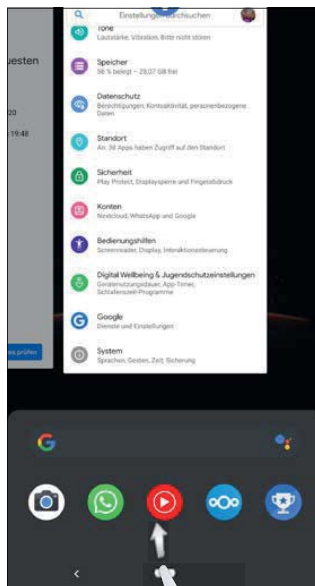 Einstellungen durchsuchen
Töne
Lautstärke, Vibration, Bitte nicht stören
uesten
Speicher
56 % belegt – 28,07 GB frei
Datenschutz
Berechtigungen, Kontoaktivität, personenbezogene
Daten
20
19:48
Standort
An: 38 Apps haben Zugriff auf den Standort
Sicherheit
Play Protect, Displaysperre und Fingerabdruck
Konten
Nextcloud, WhatsApp und Google
Bedienungshilfen
Screenreader, Display, Interaktionssteuerung
Digital Wellbeing & Jugendschutzeinstellungen
Gerätenutzungsdauer, App-Timer,
Schlafenszeit-Programme
Google
Dienste und Einstellungen
System
Sprachen, Gesten, Zeit, Sicherung
es prüfen